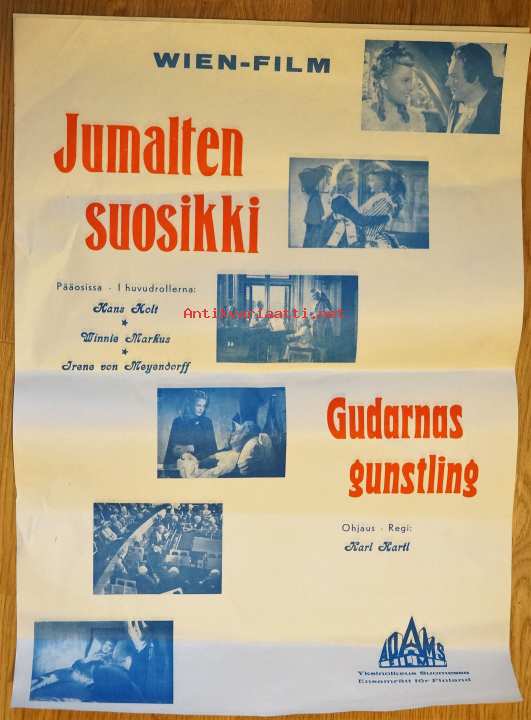 WIEN-FILM
Jumalten
suosikki
Pääosissa - I huvudrollerna:
Hans Holt
Winnie Markus
Irene von Meyendorff
Antikvariaatti.net
Gudarnas
gunstling
Ohjaus - Regi:
Karl Hartl
ADAMS
FILMI
Yksinoikeus Suomessa
Ensamrätt för Finland